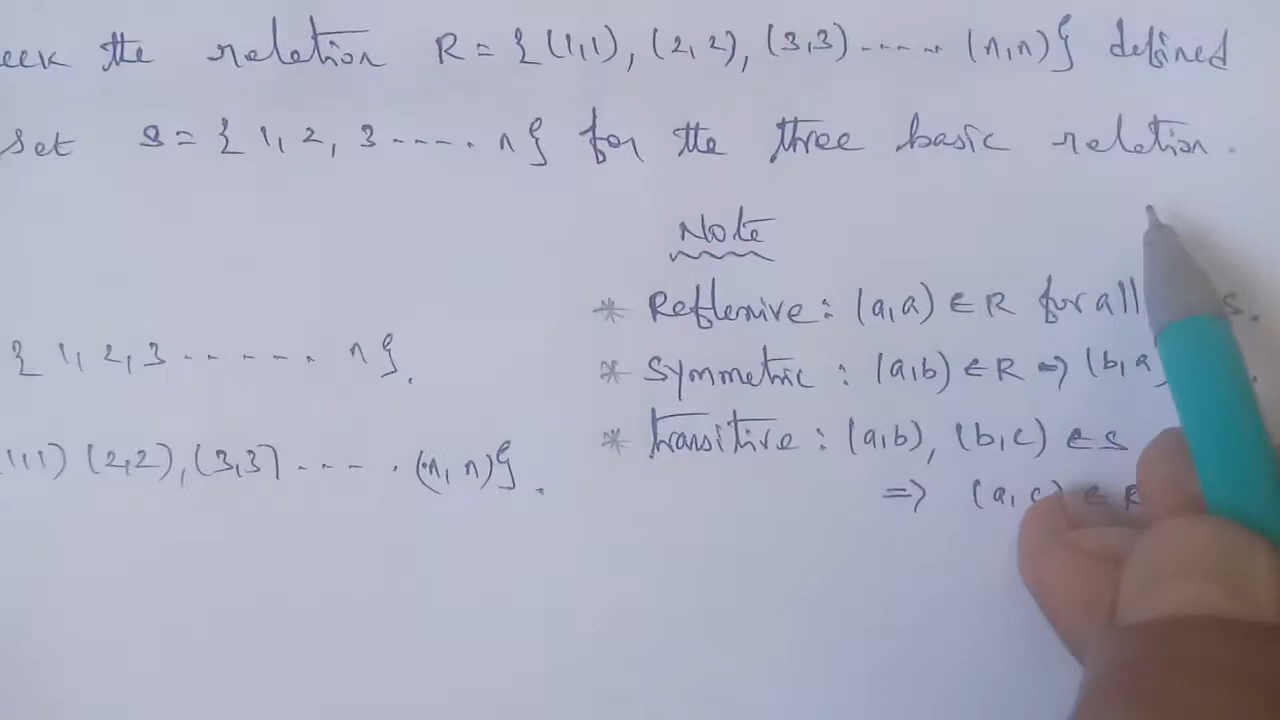 eck the relation R = { (1,1), (2,2), (3,3) ..... (n,n)} defined
set S = { 1, 2, 3 ..... n} for the three basic relation.
Note
* Reflexive : (a,a) ∈ R for all s.
{ 1, 2, 3 ....... n}.
* Symmetric : (a,b) ∈ R ⇒ (b,a) .
* transitive : (a,b), (b,c) ∈ s
(1,1) (2,2), (3,3) ..... (n, n)}.
⇒ (a, c) ∈ R